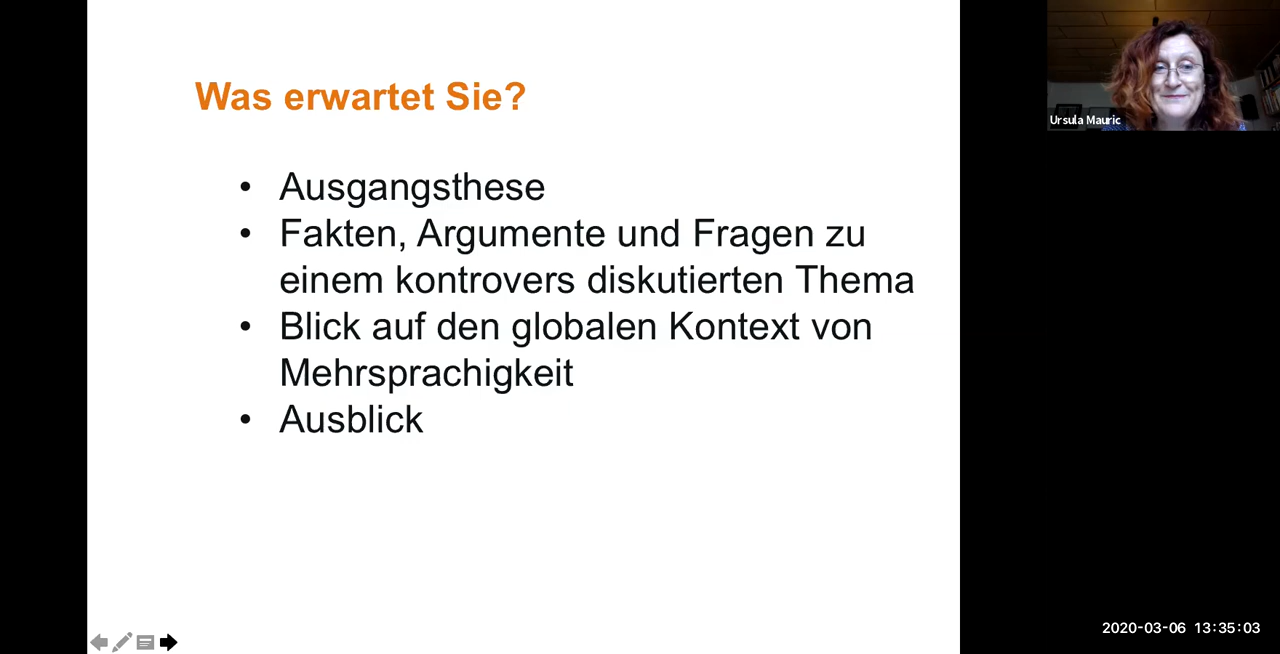 Was erwartet Sie?
• Ausgangsthese
• Fakten, Argumente und Fragen zu
einem kontrovers diskutierten Thema
• Blick auf den globalen Kontext von
Mehrsprachigkeit
• Ausblick
Ursula Mauric
2020-03-06 13:35:03